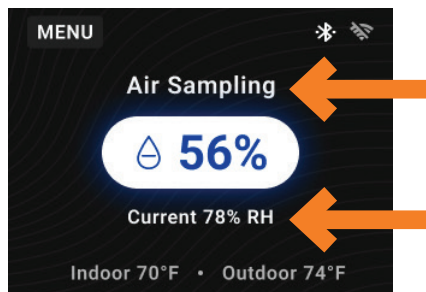 MENU
Air Sampling
56%
Current 78% RH
Indoor 70°F • Outdoor 74°F